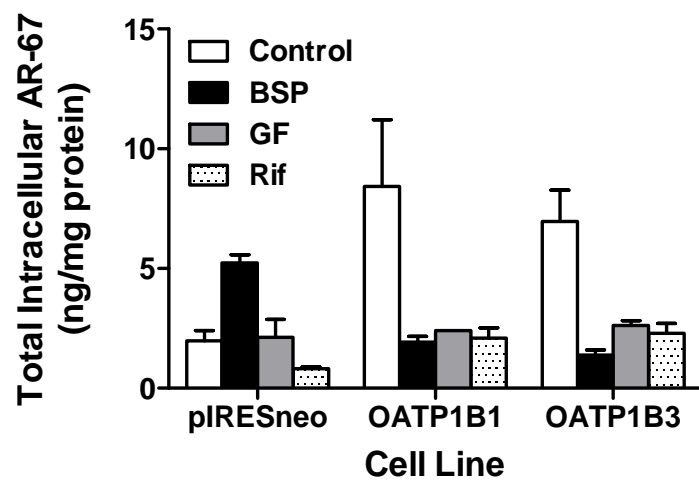 Total Intracellular AR-67
(ng/mg protein)
15
10
5
0
Control
BSP
GF
Rif
pIRESneo
OATP1B1
OATP1B3
Cell Line